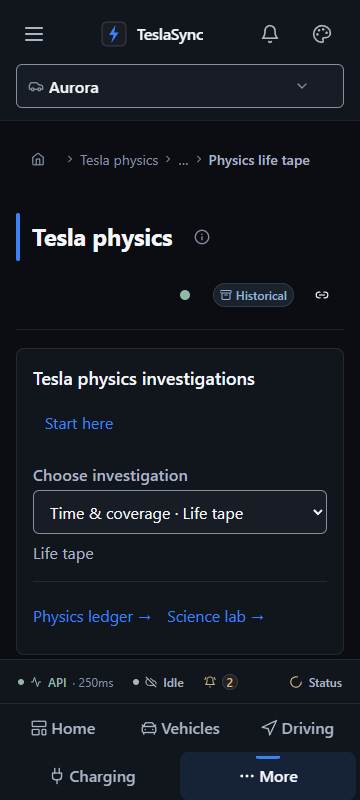 TeslaSync
Aurora
Tesla physics ... Physics life tape
Tesla physics
Historical
Tesla physics investigations
Start here
Choose investigation
Time & coverage · Life tape
Life tape
Physics ledger → Science lab →
API · 250ms Idle 2 Status
Home Vehicles Driving
Charging ... More